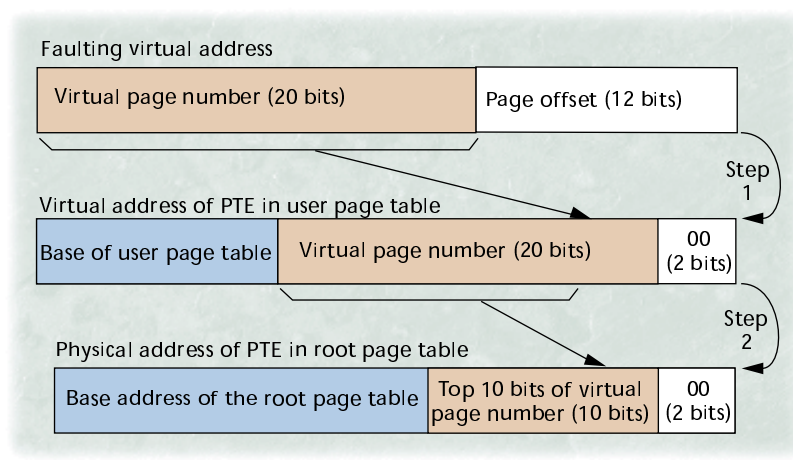 Faulting virtual address
Virtual page number (20 bits)
Page offset (12 bits)
Step
1
Virtual address of PTE in user page table
Base of user page table
Virtual page number (20 bits)
00
(2 bits)
Step
2
Physical address of PTE in root page table
Base address of the root page table
Top 10 bits of virtual
page number (10 bits)
00
(2 bits)